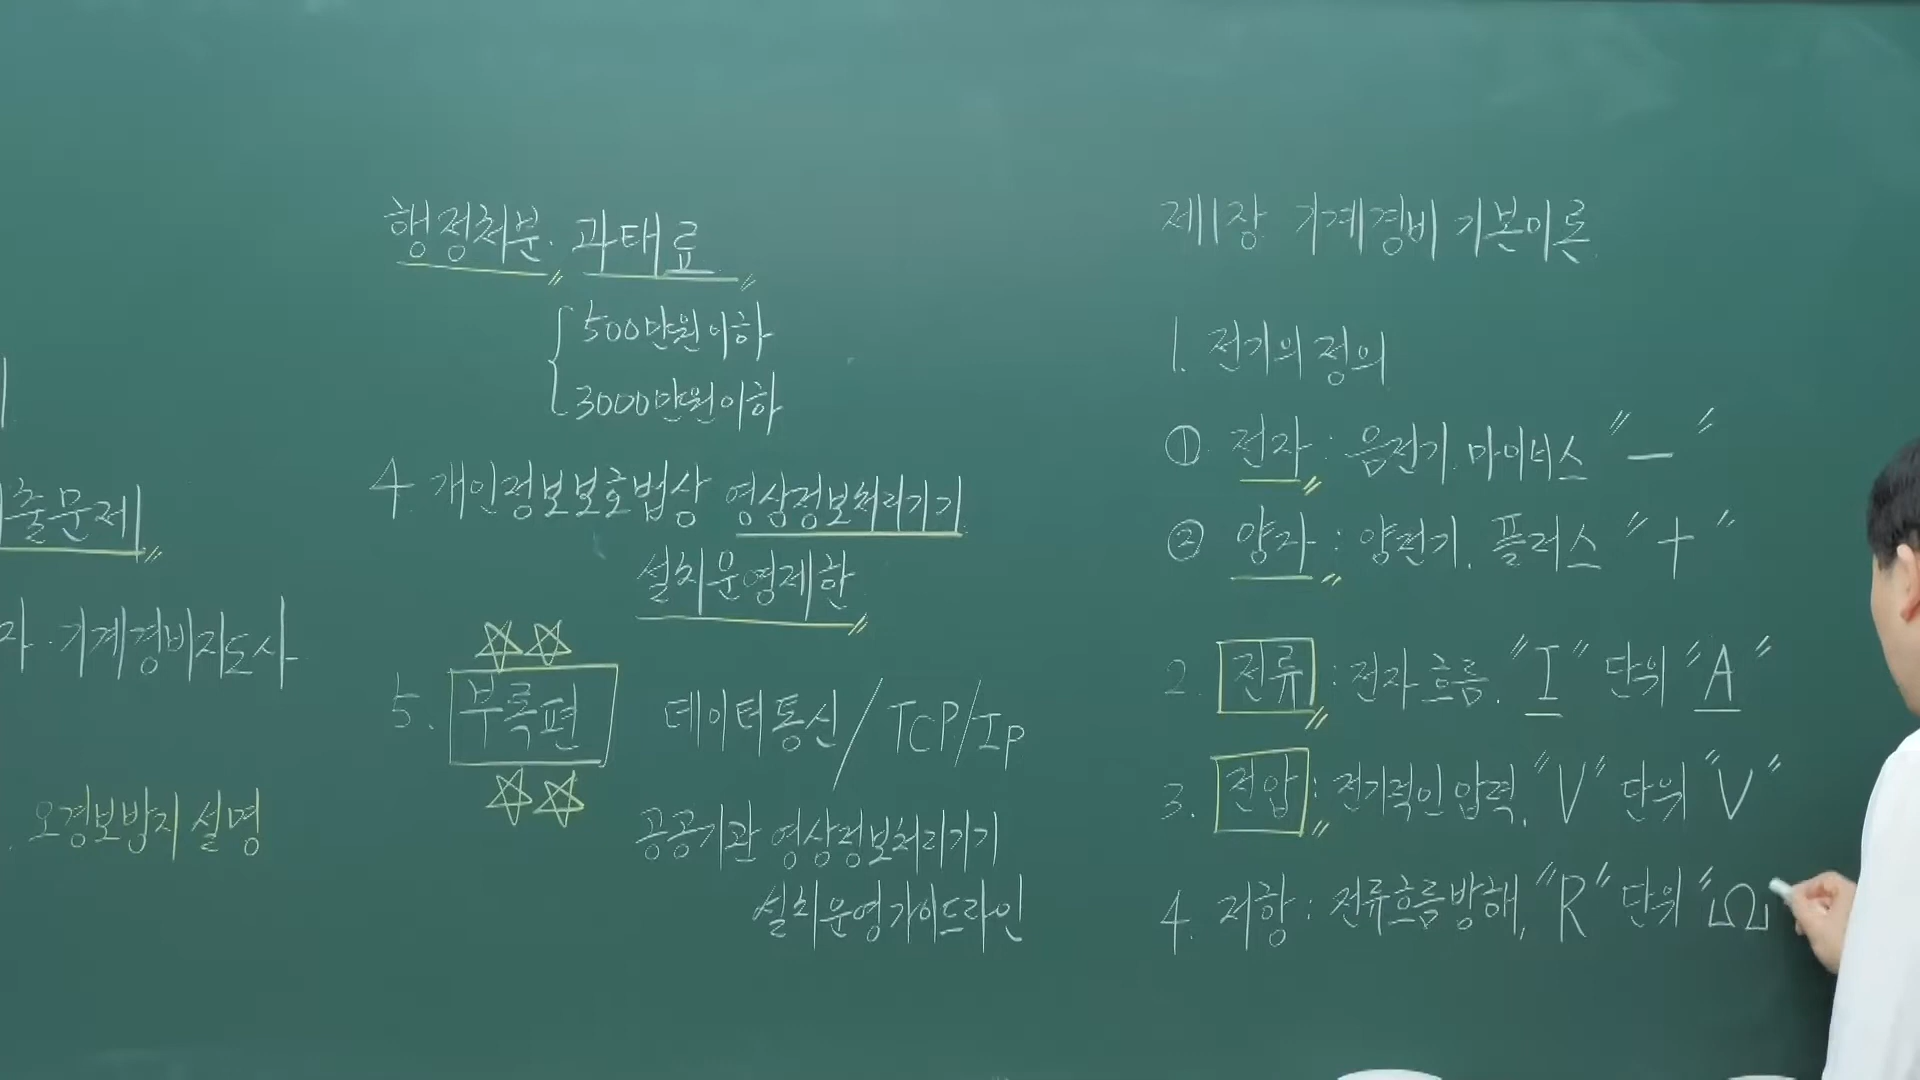 출문제
기계경비지도사
오경보방지 설명
행정처분. 과태료
500만원이하
3000만원이하
4 개인정보보호법상 영상정보처리기기
설치운영제한
5. 부록편 데이터통신/TCP/IP
공공기관 영상정보처리기기
설치운영가이드라인
제1장 기계경비 기본이론
1. 전기의 정의
① 전자 : 음전기. 마이너스 "-"
② 양자 : 양전기. 플러스 "+"
2. 전류 : 전자 흐름. "I" 단위 "A"
3. 전압 : 전기적인 압력. "V" 단위 "V"
4. 저항 : 전류흐름방해, "R" 단위 "Ω